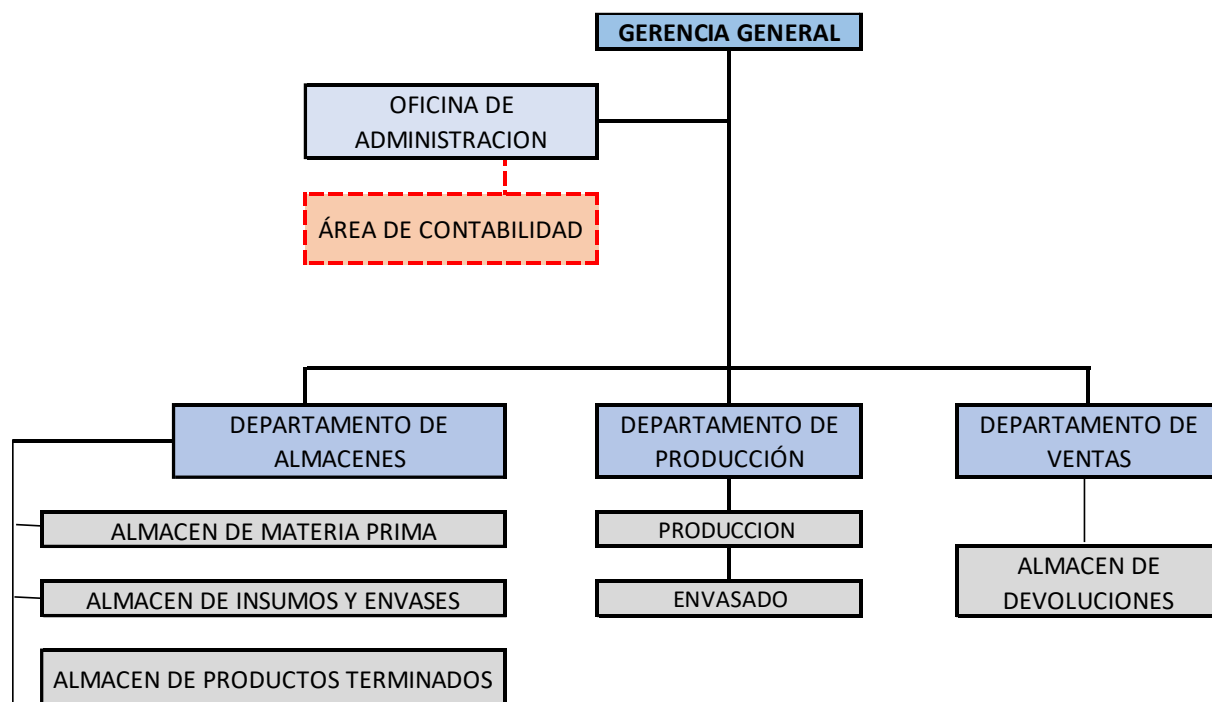 GERENCIA GENERAL
OFICINA DE
ADMINISTRACION
ÁREA DE CONTABILIDAD
DEPARTAMENTO DE
ALMACENES
DEPARTAMENTO DE
PRODUCCIÓN
DEPARTAMENTO DE
VENTAS
ALMACEN DE MATERIA PRIMA
PRODUCCION
ALMACEN DE
DEVOLUCIONES
ALMACEN DE INSUMOS Y ENVASES
ENVASADO
ALMACEN DE PRODUCTOS TERMINADOS